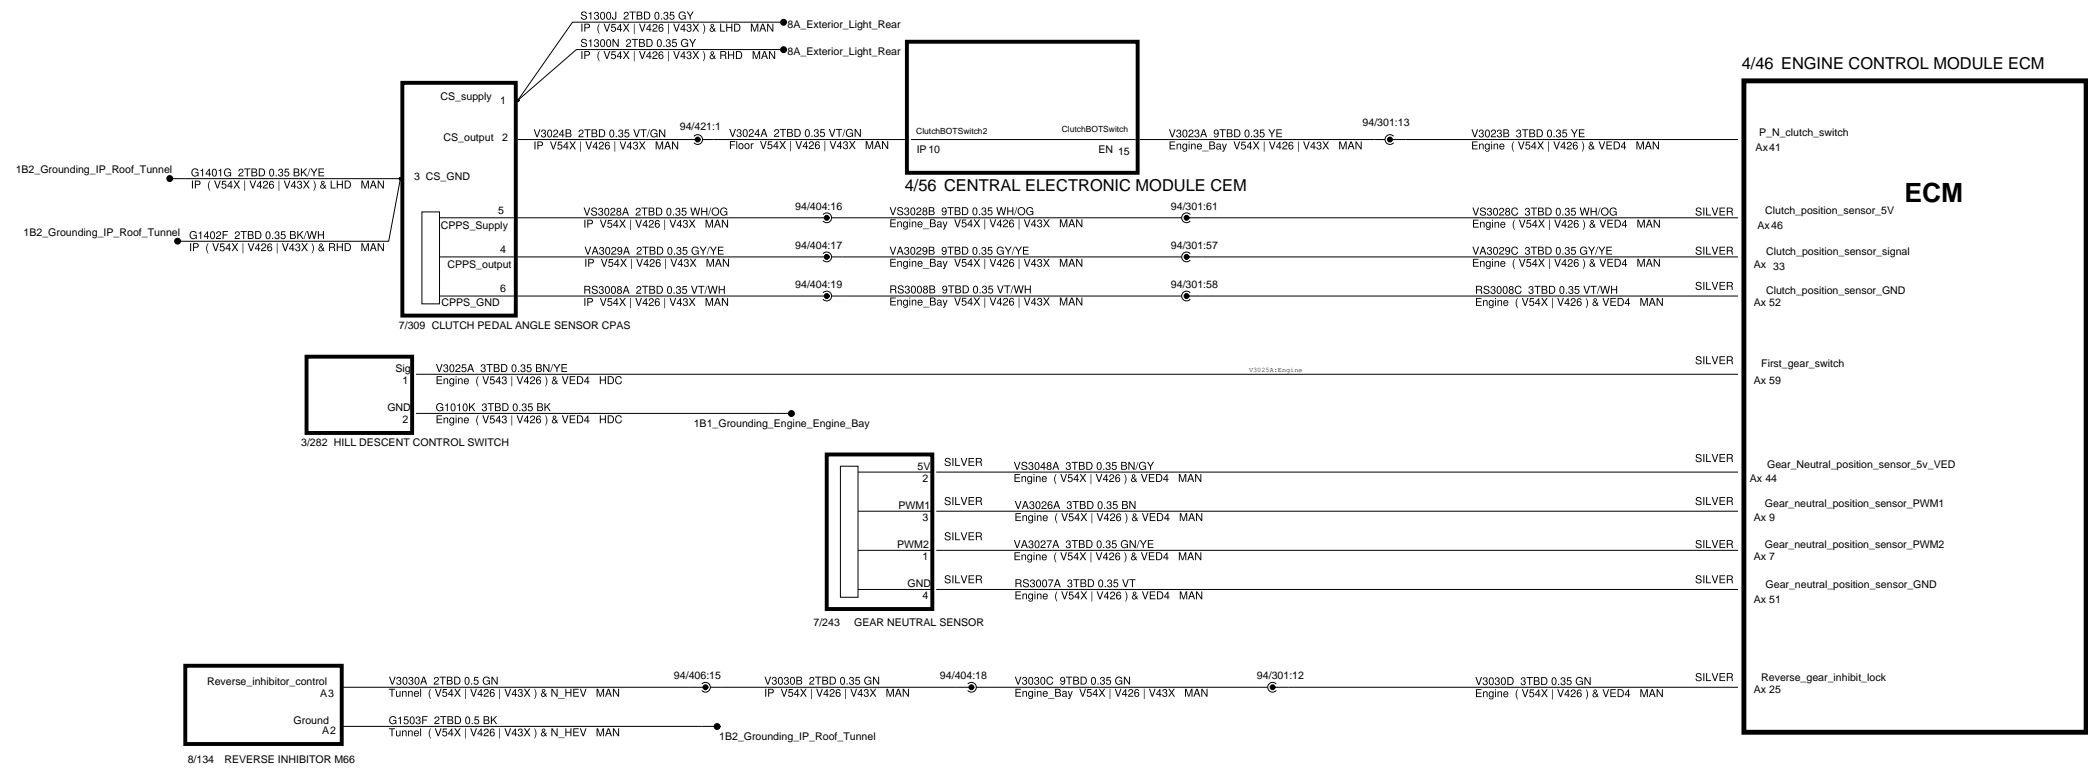 S1300J 2TBD 0.35 GY
IP ( V54X | V426 | V43X ) & LHD MAN
8A_Exterior_Light_Rear
S1300N 2TBD 0.35 GY
IP ( V54X | V426 | V43X ) & RHD MAN
8A_Exterior_Light_Rear
4/46 ENGINE CONTROL MODULE ECM
CS_supply 1
CS_output 2
V3024B 2TBD 0.35 VT/GN
IP V54X | V426 | V43X MAN
94/421:1
V3024A 2TBD 0.35 VT/GN
Floor V54X | V426 | V43X MAN
ClutchBOTSwitch2
IP 10
ClutchBOTSwitch
EN 15
V3023A 9TBD 0.35 YE
Engine_Bay V54X | V426 | V43X MAN
94/301:13
V3023B 3TBD 0.35 YE
Engine ( V54X | V426 ) & VED4 MAN
P_N_clutch_switch
Ax 41
4/56 CENTRAL ELECTRONIC MODULE CEM
ECM
1B2_Grounding_IP_Roof_Tunnel
G1401G 2TBD 0.35 BK/YE
IP ( V54X | V426 | V43X ) & LHD MAN
3 CS_GND
1B2_Grounding_IP_Roof_Tunnel
G1402F 2TBD 0.35 BK/WH
IP ( V54X | V426 | V43X ) & RHD MAN
5
CPPS_Supply
VS3028A 2TBD 0.35 WH/OG
IP V54X | V426 | V43X MAN
94/404:16
VS3028B 9TBD 0.35 WH/OG
Engine_Bay V54X | V426 | V43X MAN
94/301:61
VS3028C 3TBD 0.35 WH/OG
Engine ( V54X | V426 ) & VED4 MAN
SILVER
Clutch_position_sensor_5V
Ax 46
4
CPPS_output
VA3029A 2TBD 0.35 GY/YE
IP V54X | V426 | V43X MAN
94/404:17
VA3029B 9TBD 0.35 GY/YE
Engine_Bay V54X | V426 | V43X MAN
94/301:57
VA3029C 3TBD 0.35 GY/YE
Engine ( V54X | V426 ) & VED4 MAN
SILVER
Clutch_position_sensor_signal
Ax 33
6
CPPS_GND
RS3008A 2TBD 0.35 VT/WH
IP V54X | V426 | V43X MAN
94/404:19
RS3008B 9TBD 0.35 VT/WH
Engine_Bay V54X | V426 | V43X MAN
94/301:58
RS3008C 3TBD 0.35 VT/WH
Engine ( V54X | V426 ) & VED4 MAN
SILVER
Clutch_position_sensor_GND
Ax 52
7/309 CLUTCH PEDAL ANGLE SENSOR CPAS
Sig
1
V3025A 3TBD 0.35 BN/YE
Engine ( V543 | V426 ) & VED4 HDC
V3025A:Engine
SILVER
First_gear_switch
Ax 59
GND
2
G1010K 3TBD 0.35 BK
Engine ( V543 | V426 ) & VED4 HDC
1B1_Grounding_Engine_Engine_Bay
3/282 HILL DESCENT CONTROL SWITCH
5V
2
SILVER
VS3048A 3TBD 0.35 BN/GY
Engine ( V54X | V426 ) & VED4 MAN
SILVER
Gear_Neutral_position_sensor_5v_VED
Ax 44
PWM1
3
SILVER
VA3026A 3TBD 0.35 BN
Engine ( V54X | V426 ) & VED4 MAN
SILVER
Gear_neutral_position_sensor_PWM1
Ax 9
PWM2
1
SILVER
VA3027A 3TBD 0.35 GN/YE
Engine ( V54X | V426 ) & VED4 MAN
SILVER
Gear_neutral_position_sensor_PWM2
Ax 7
GND
4
SILVER
RS3007A 3TBD 0.35 VT
Engine ( V54X | V426 ) & VED4 MAN
SILVER
Gear_neutral_position_sensor_GND
Ax 51
7/243 GEAR NEUTRAL SENSOR
Reverse_inhibitor_control
A3
V3030A 2TBD 0.5 GN
Tunnel ( V54X | V426 | V43X ) & N_HEV MAN
94/406:15
V3030B 2TBD 0.35 GN
IP V54X | V426 | V43X MAN
94/404:18
V3030C 9TBD 0.35 GN
Engine_Bay V54X | V426 | V43X MAN
94/301:12
V3030D 3TBD 0.35 GN
Engine ( V54X | V426 ) & VED4 MAN
SILVER
Reverse_gear_inhibit_lock
Ax 25
Ground
A2
G1503F 2TBD 0.5 BK
Tunnel ( V54X | V426 | V43X ) & N_HEV MAN
1B2_Grounding_IP_Roof_Tunnel
8/134 REVERSE INHIBITOR M66